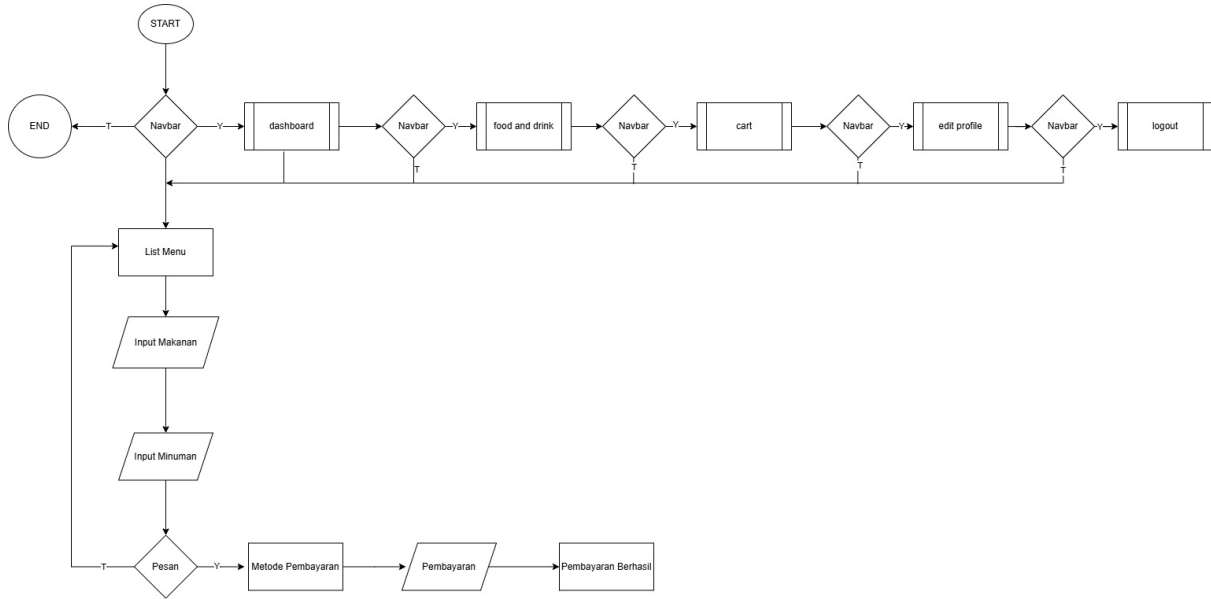 START
END
T
Navbar
Y
dashboard
Navbar
Y
food and drink
Navbar
Y
cart
Navbar
Y
edit profile
Navbar
Y
logout
T
T
T
T
List Menu
Input Makanan
Input Minuman
T
Pesan
Y
Metode Pembayaran
Pembayaran
Pembayaran Berhasil